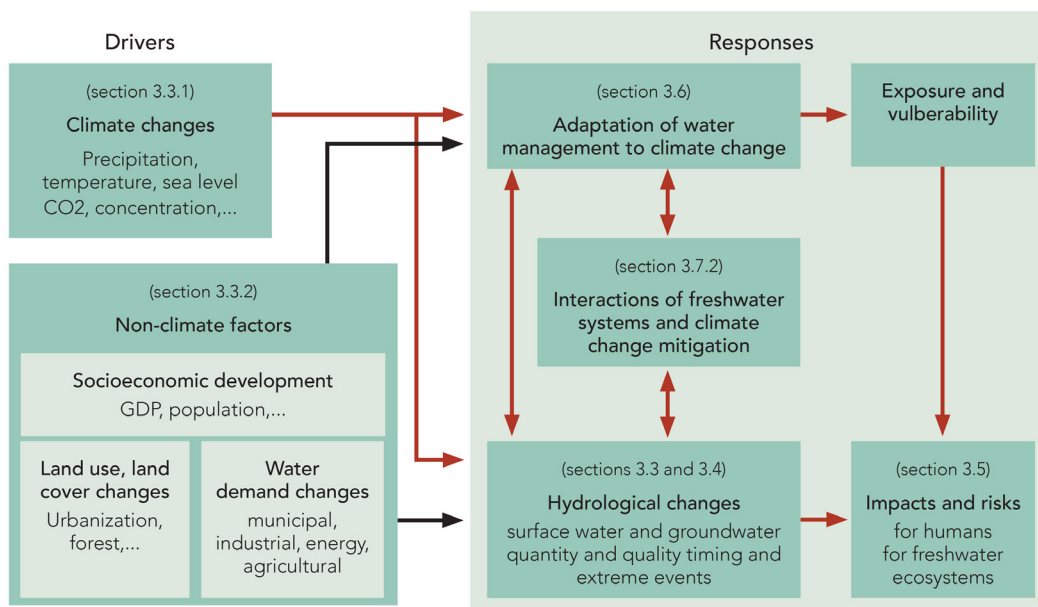 Drivers
(section 3.3.1)
Climate changes
Precipitation,
temperature, sea level
CO2, concentration,...
(section 3.3.2)
Non-climate factors
Socioeconomic development
GDP, population,...
Land use, land
cover changes
Urbanization,
forest,...
Water
demand changes
municipal,
industrial, energy,
agricultural
Responses
(section 3.6)
Adaptation of water
management to climate change
Exposure and
vulberability
(section 3.7.2)
Interactions of freshwater
systems and climate
change mitigation
(sections 3.3 and 3.4)
Hydrological changes
surface water and groundwater
quantity and quality timing and
extreme events
(section 3.5)
Impacts and risks
for humans
for freshwater
ecosystems